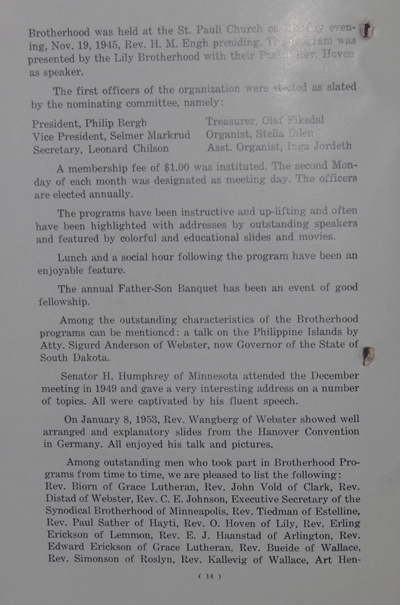 Brotherhood was held at the St. Pauli Church on even-
ing, Nov. 19, 1945, Rev. H. M. Engh presiding. The program was
presented by the Lily Brotherhood with their Rev. Hoven
as speaker.
The first officers of the organization were elected as slated
by the nominating committee, namely:
President, Philip Bergh Treasurer, Olaf Fiksdal
Vice President, Selmer Markrud Organist, Stella Ihlen
Secretary, Leonard Chilson Asst. Organist, Inga Jordeth
A membership fee of $1.00 was instituted. The second Mon-
day of each month was designated as meeting day. The officers
are elected annually.
The programs have been instructive and up-lifting and often
have been highlighted with addresses by outstanding speakers
and featured by colorful and educational slides and movies.
Lunch and a social hour following the program have been an
enjoyable feature.
The annual Father-Son Banquet has been an event of good
fellowship.
Among the outstanding characteristics of the Brotherhood
programs can be mentioned: a talk on the Philippine Islands by
Atty. Sigurd Anderson of Webster, now Governor of the State of
South Dakota.
Senator H. Humphrey of Minnesota attended the December
meeting in 1949 and gave a very interesting address on a number
of topics. All were captivated by his fluent speech.
On January 8, 1953, Rev. Wangberg of Webster showed well
arranged and explanatory slides from the Hanover Convention
in Germany. All enjoyed his talk and pictures.
Among outstanding men who took part in Brotherhood Pro-
grams from time to time, we are pleased to list the following:
Rev. Biorn of Grace Lutheran, Rev. John Vold of Clark, Rev.
Distad of Webster, Rev. C. E. Johnson, Executive Secretary of the
Synodical Brotherhood of Minneapolis, Rev. Tiedman of Estelline,
Rev. Paul Sather of Hayti, Rev. O. Hoven of Lily, Rev. Erling
Erickson of Lemmon, Rev. E. J. Haanstad of Arlington, Rev.
Edward Erickson of Grace Lutheran, Rev. Bueide of Wallace,
Rev. Simonson of Roslyn, Rev. Kallevig of Wallace, Art Hen-
( 14 )